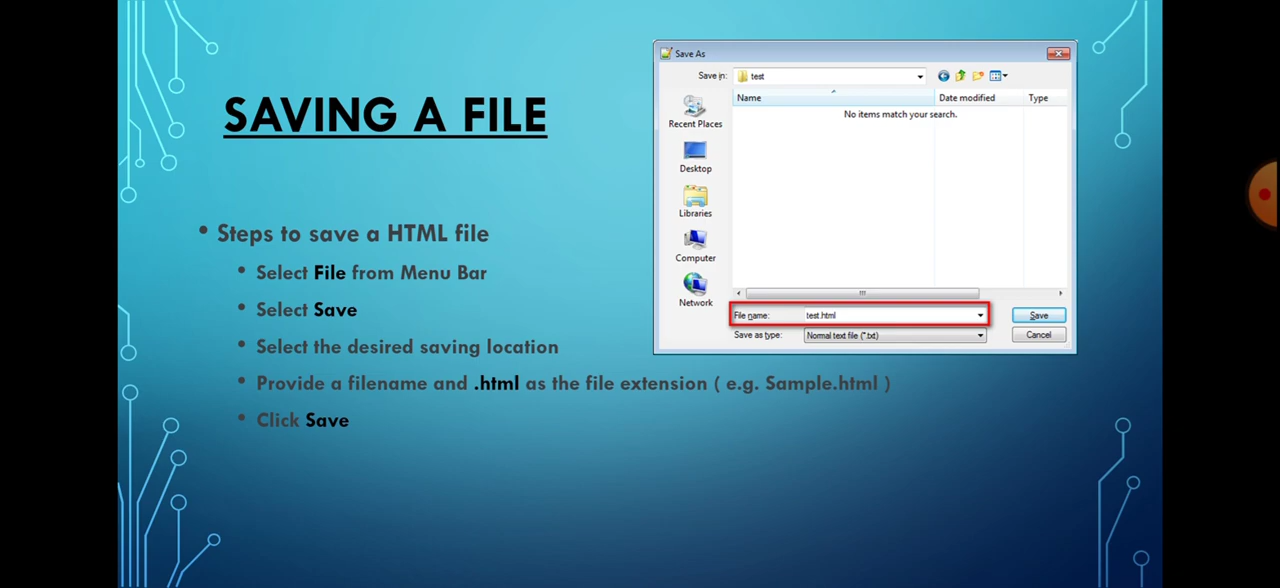 SAVING A FILE
• Steps to save a HTML file
• Select File from Menu Bar
• Select Save
• Select the desired saving location
• Provide a filename and .html as the file extension ( e.g. Sample.html )
• Click Save
Save As
Save in: test
Name Date modified Type
No items match your search.
Recent Places
Desktop
Libraries
Computer
Network
File name: test.html Save
Save as type: Normal text file (*.txt) Cancel